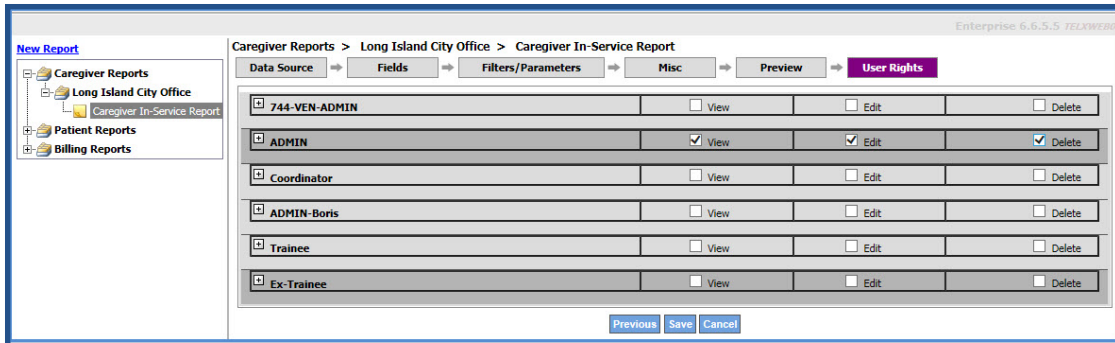 Enterprise 6.6.5.5
New Report
Caregiver Reports
Long Island City Office
Caregiver In-Service Report
Patient Reports
Billing Reports
Caregiver Reports > Long Island City Office > Caregiver In-Service Report
Data Source Fields Filters/Parameters Misc Preview User Rights
744-VEN-ADMIN View Edit Delete
ADMIN View Edit Delete
Coordinator View Edit Delete
ADMIN-Boris View Edit Delete
Trainee View Edit Delete
Ex-Trainee View Edit Delete
Previous Save Cancel